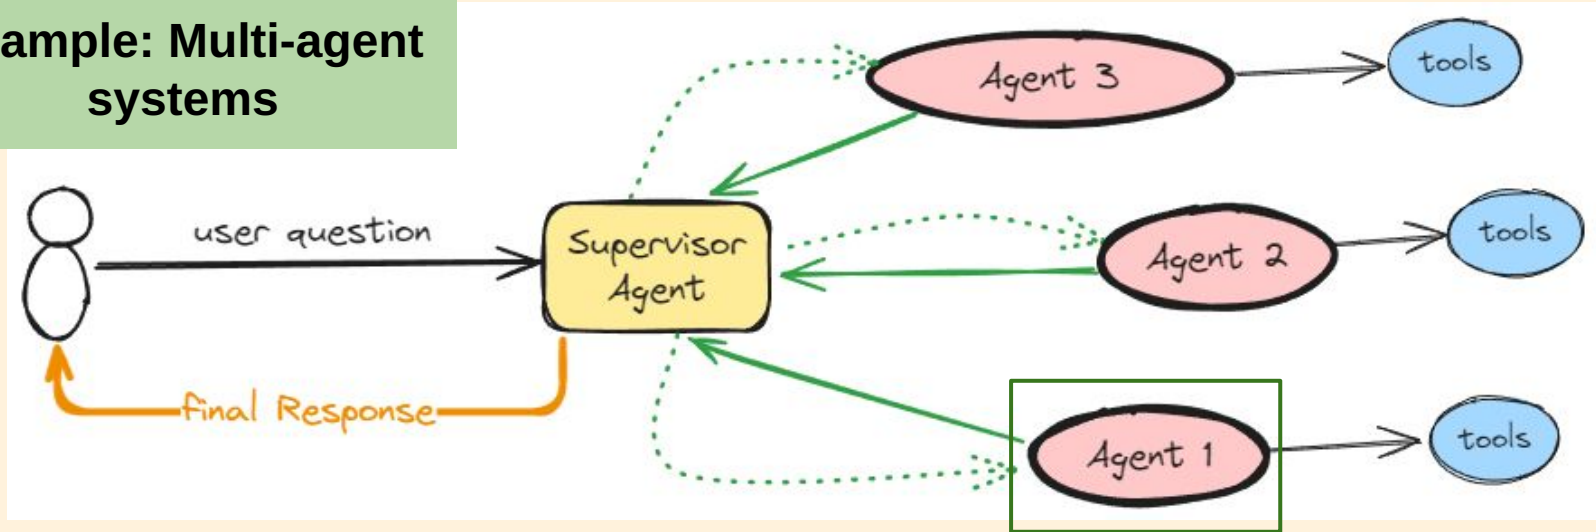 ample: Multi-agent
systems
Agent 3
tools
user question
Supervisor
Agent
Agent 2
tools
final Response
Agent 1
tools